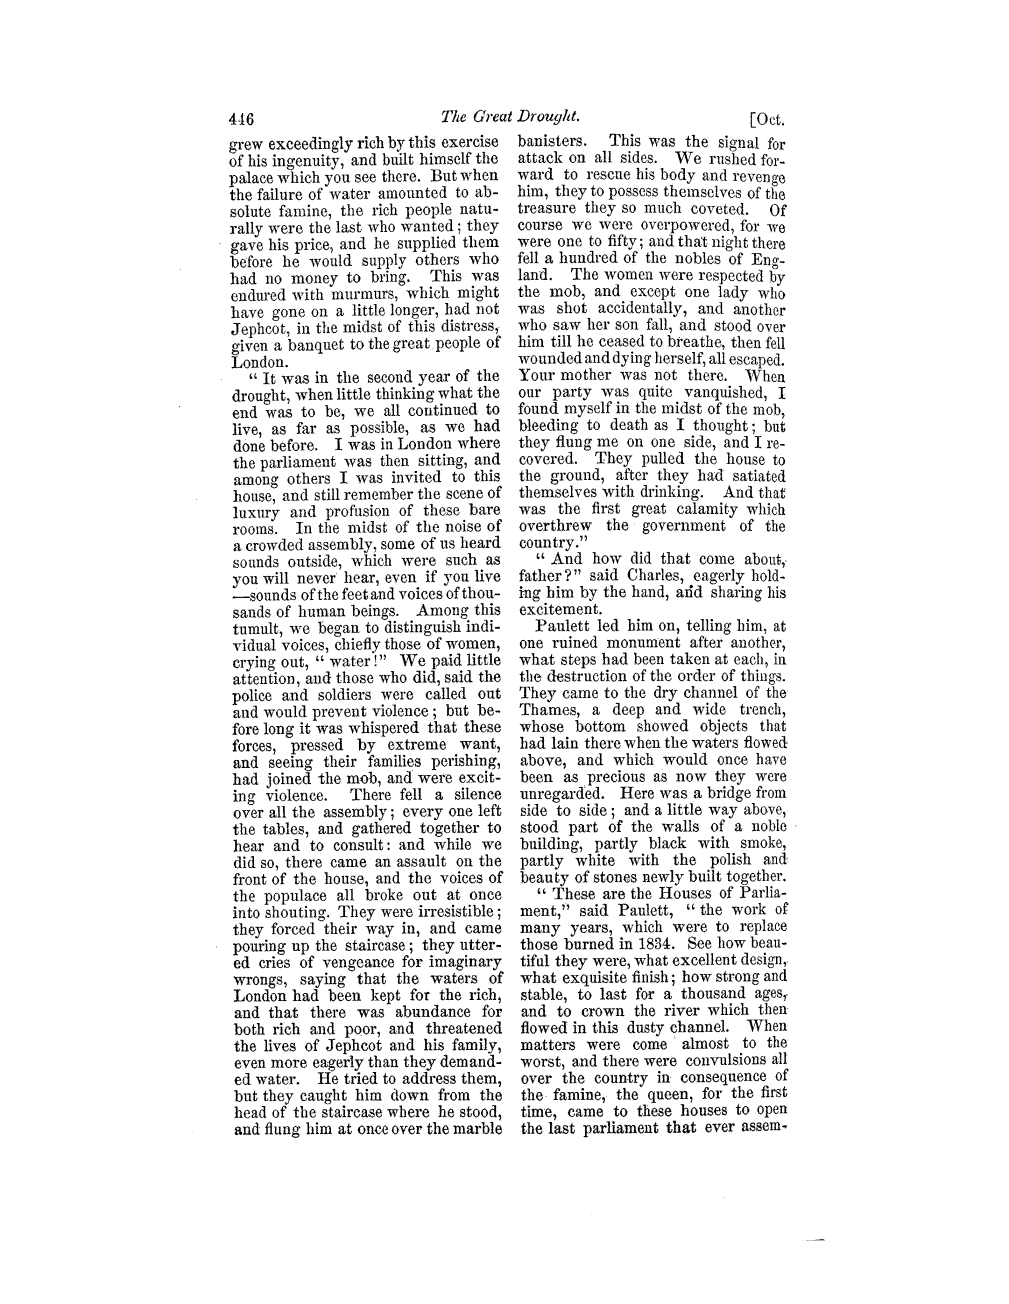 446
The Great Drought.
[Oct.
grew exceedingly rich by this exercise
of his ingenuity, and built himself the
palace which you see there. But when
the failure of water amounted to ab-
solute famine, the rich people natu-
rally were the last who wanted; they
gave his price, and he supplied them
before he would supply others who
had no money to bring. This was
endured with murmurs, which might
have gone on a little longer, had not
Jephcot, in the midst of this distress,
given a banquet to the great people of
London.
“ It was in the second year of the
drought, when little thinking what the
end was to be, we all continued to
live, as far as possible, as we had
done before. I was in London where
the parliament was then sitting, and
among others I was invited to this
house, and still remember the scene of
luxury and profusion of these bare
rooms. In the midst of the noise of
a crowded assembly, some of us heard
sounds outside, which were such as
you will never hear, even if you live
—sounds of the feet and voices of thou-
sands of human beings. Among this
tumult, we began to distinguish indi-
vidual voices, chiefly those of women,
crying out, “ water!” We paid little
attention, and those who did, said the
police and soldiers were called out
and would prevent violence; but be-
fore long it was whispered that these
forces, pressed by extreme want,
and seeing their families perishing,
had joined the mob, and were excit-
ing violence. There fell a silence
over all the assembly; every one left
the tables, and gathered together to
hear and to consult: and while we
did so, there came an assault on the
front of the house, and the voices of
the populace all broke out at once
into shouting. They were irresistible;
they forced their way in, and came
pouring up the staircase; they utter-
ed cries of vengeance for imaginary
wrongs, saying that the waters of
London had been kept for the rich,
and that there was abundance for
both rich and poor, and threatened
the lives of Jephcot and his family,
even more eagerly than they demand-
ed water. He tried to address them,
but they caught him down from the
head of the staircase where he stood,
and flung him at once over the marble
banisters. This was the signal for
attack on all sides. We rushed for-
ward to rescue his body and revenge
him, they to possess themselves of the
treasure they so much coveted. Of
course we were overpowered, for we
were one to fifty; and that night there
fell a hundred of the nobles of Eng-
land. The women were respected by
the mob, and except one lady who
was shot accidentally, and another
who saw her son fall, and stood over
him till he ceased to breathe, then fell
wounded and dying herself, all escaped.
Your mother was not there. When
our party was quite vanquished, I
found myself in the midst of the mob,
bleeding to death as I thought; but
they flung me on one side, and I re-
covered. They pulled the house to
the ground, after they had satiated
themselves with drinking. And that
was the first great calamity which
overthrew the government of the
country.”
“ And how did that come about,
father?” said Charles, eagerly hold-
ing him by the hand, and sharing his
excitement.
Paulett led him on, telling him, at
one ruined monument after another,
what steps had been taken at each, in
the destruction of the order of things.
They came to the dry channel of the
Thames, a deep and wide trench,
whose bottom showed objects that
had lain there when the waters flowed
above, and which would once have
been as precious as now they were
unregarded. Here was a bridge from
side to side; and a little way above,
stood part of the walls of a noble
building, partly black with smoke,
partly white with the polish and
beauty of stones newly built together.
“ These are the Houses of Parlia-
ment,” said Paulett, “ the work of
many years, which were to replace
those burned in 1834. See how beau-
tiful they were, what excellent design,
what exquisite finish; how strong and
stable, to last for a thousand ages,
and to crown the river which then
flowed in this dusty channel. When
matters were come almost to the
worst, and there were convulsions all
over the country in consequence of
the famine, the queen, for the first
time, came to these houses to open
the last parliament that ever assem-